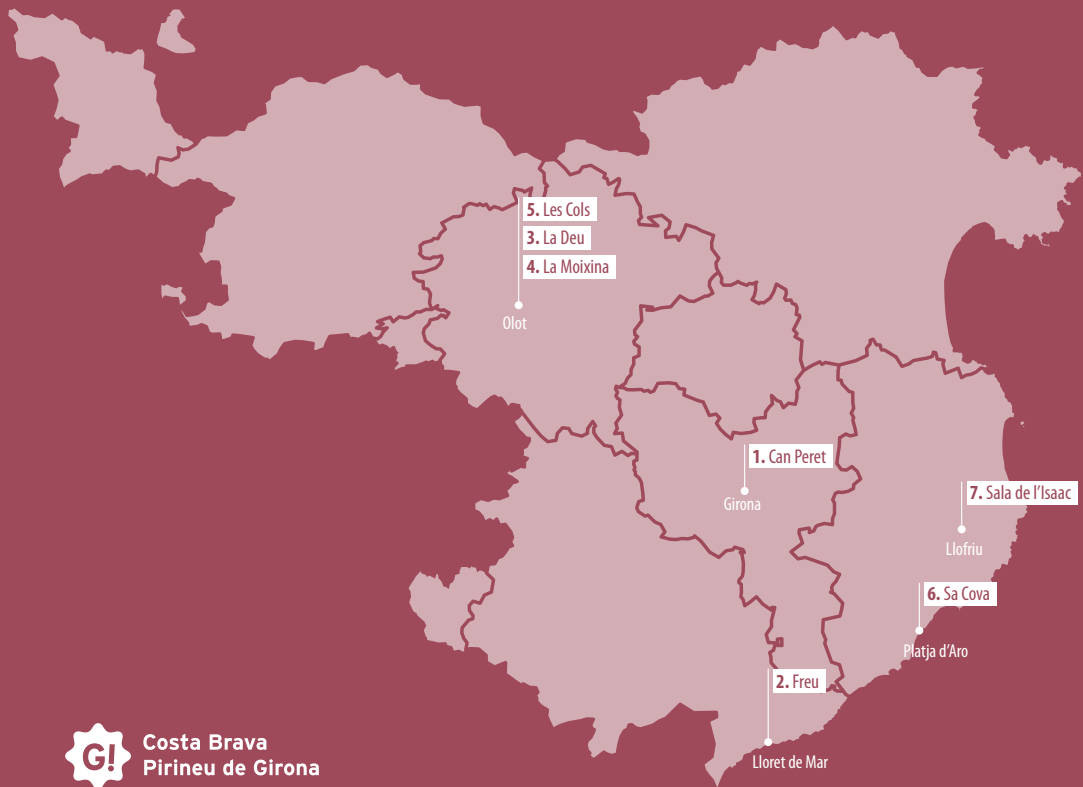 5. Les Cols
3. La Deu
4. La Moixina
Olot
1. Can Peret
Girona
7. Sala de l'Isaac
Llofriu
6. Sa Cova
Platja d'Aro
2. Freu
Lloret de Mar
G!
Costa Brava
Pirineu de Girona